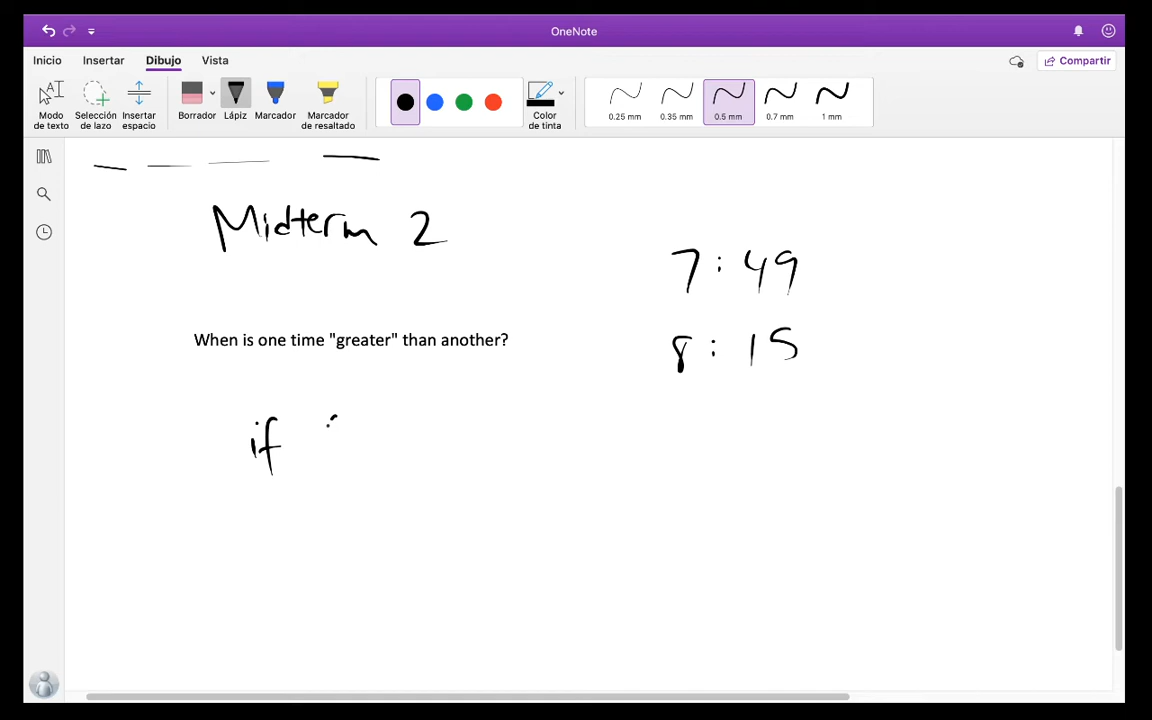 OneNote
Inicio Insertar Dibujo Vista Compartir
Modo de texto Selección de lazo Insertar espacio Borrador Lápiz Marcador Marcador de resaltado Color de tinta 0.25 mm 0.35 mm 0.5 mm 0.7 mm 1 mm
Midterm 2
7:49
When is one time "greater" than another?
8:15
if